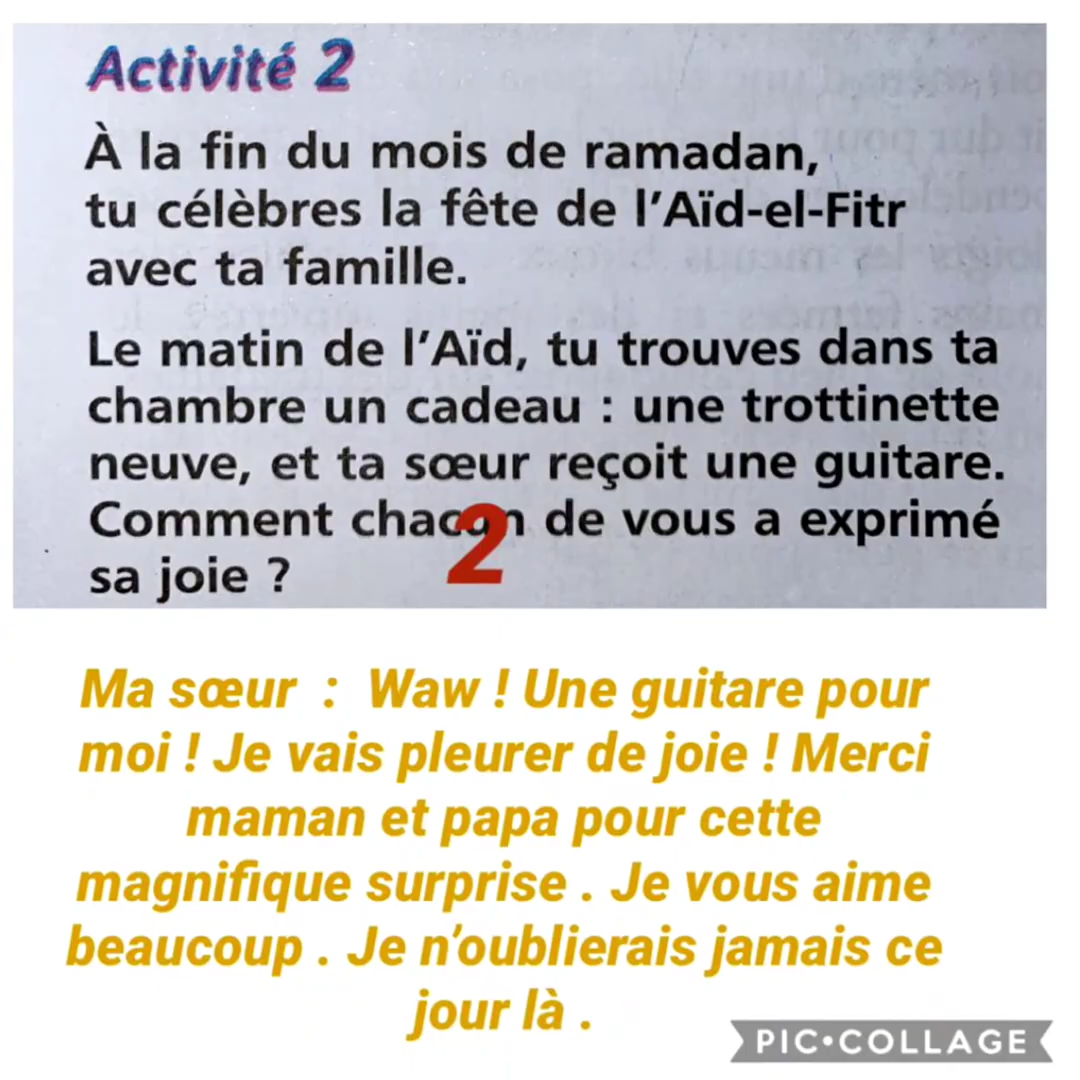 Activité 2
À la fin du mois de ramadan,
tu célèbres la fête de l'Aïd-el-Fitr
avec ta famille.
Le matin de l'Aïd, tu trouves dans ta
chambre un cadeau : une trottinette
neuve, et ta sœur reçoit une guitare.
Comment chacun de vous a exprimé
sa joie ?
2
Ma sœur : Waw ! Une guitare pour
moi ! Je vais pleurer de joie ! Merci
maman et papa pour cette
magnifique surprise . Je vous aime
beaucoup . Je n'oublierais jamais ce
jour là .
PIC•COLLAGE